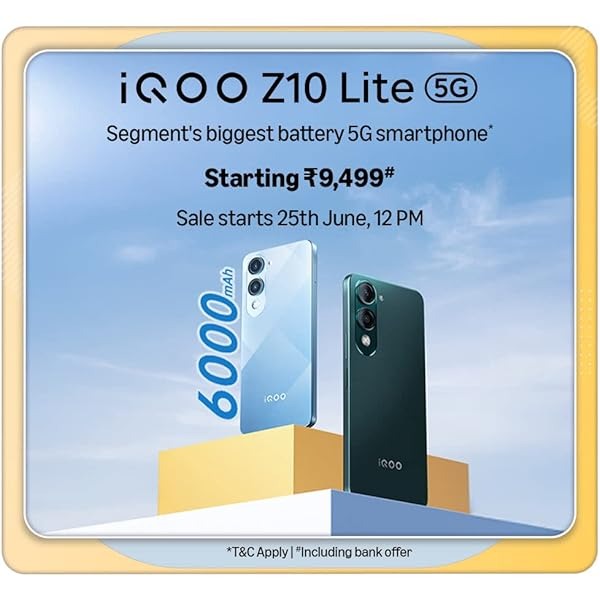 iQOO Z10 Lite 5G
Segment's biggest battery 5G smartphone*
Starting ₹9,499#
Sale starts 25th June, 12 PM
6000mAh
iQOO
iQOO
*T&C Apply | #Including bank offer